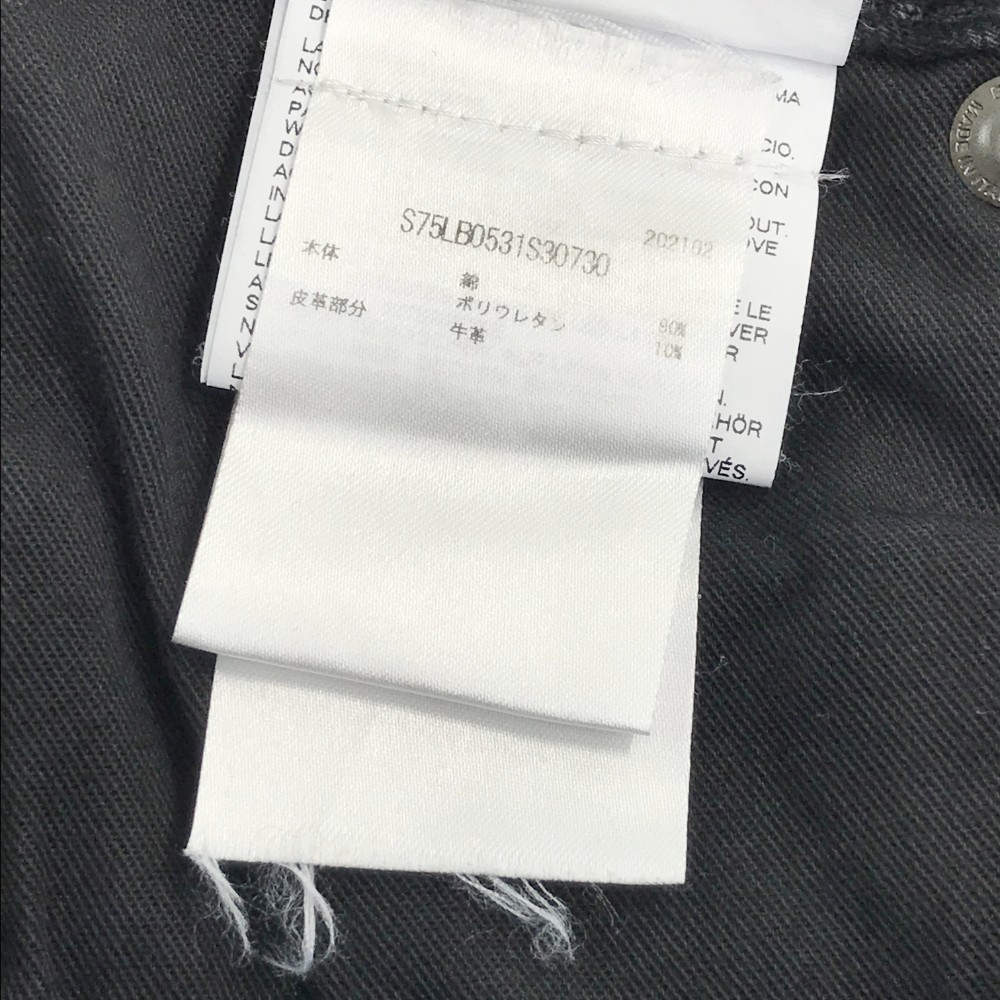 S75LB0531S30730 202102
本体 綿 90%
ポリウレタン 10%
皮革部分 牛革
MA
CIO.
CON
OUT.
OVE
E LE
VER
R
N.
HÖR
T
VÉS.
MADE IN